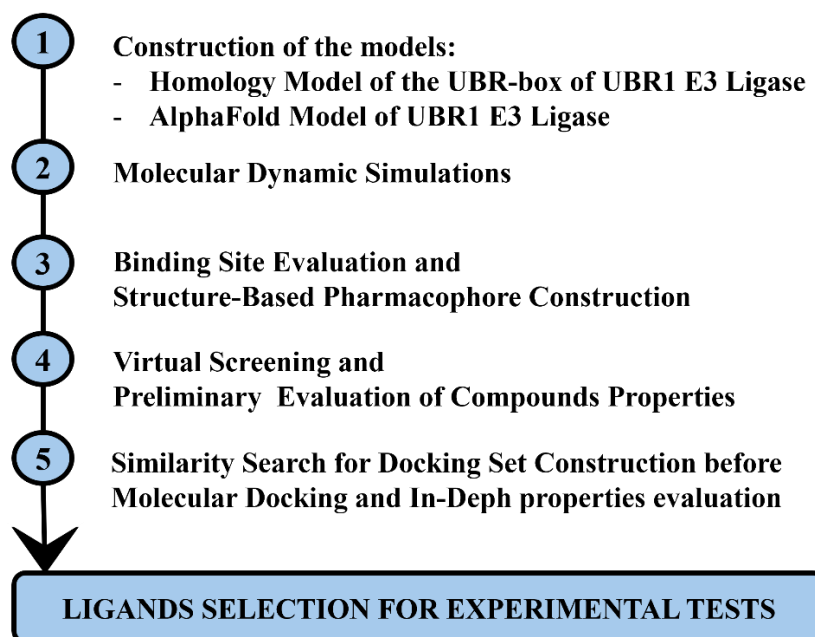 1
Construction of the models:
- Homology Model of the UBR-box of UBR1 E3 Ligase
- AlphaFold Model of UBR1 E3 Ligase
2
Molecular Dynamic Simulations
3
Binding Site Evaluation and
Structure-Based Pharmacophore Construction
4
Virtual Screening and
Preliminary Evaluation of Compounds Properties
5
Similarity Search for Docking Set Construction before
Molecular Docking and In-Deph properties evaluation
LIGANDS SELECTION FOR EXPERIMENTAL TESTS